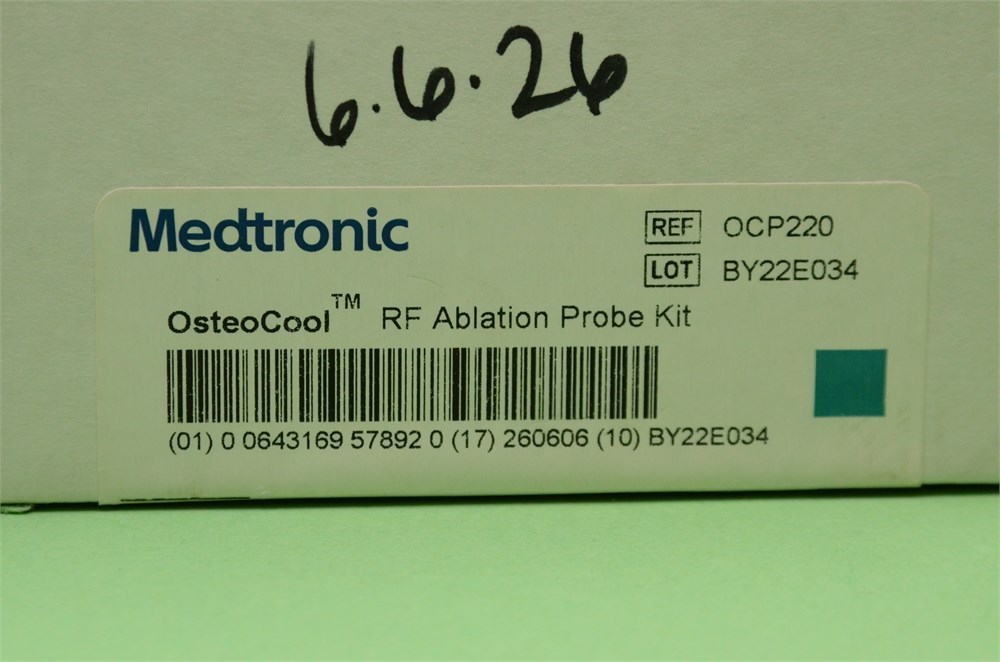 6.6.26
Medtronic
REF OCP220
LOT BY22E034
OsteoCool™ RF Ablation Probe Kit
(01) 0 0643169 57892 0 (17) 260606 (10) BY22E034